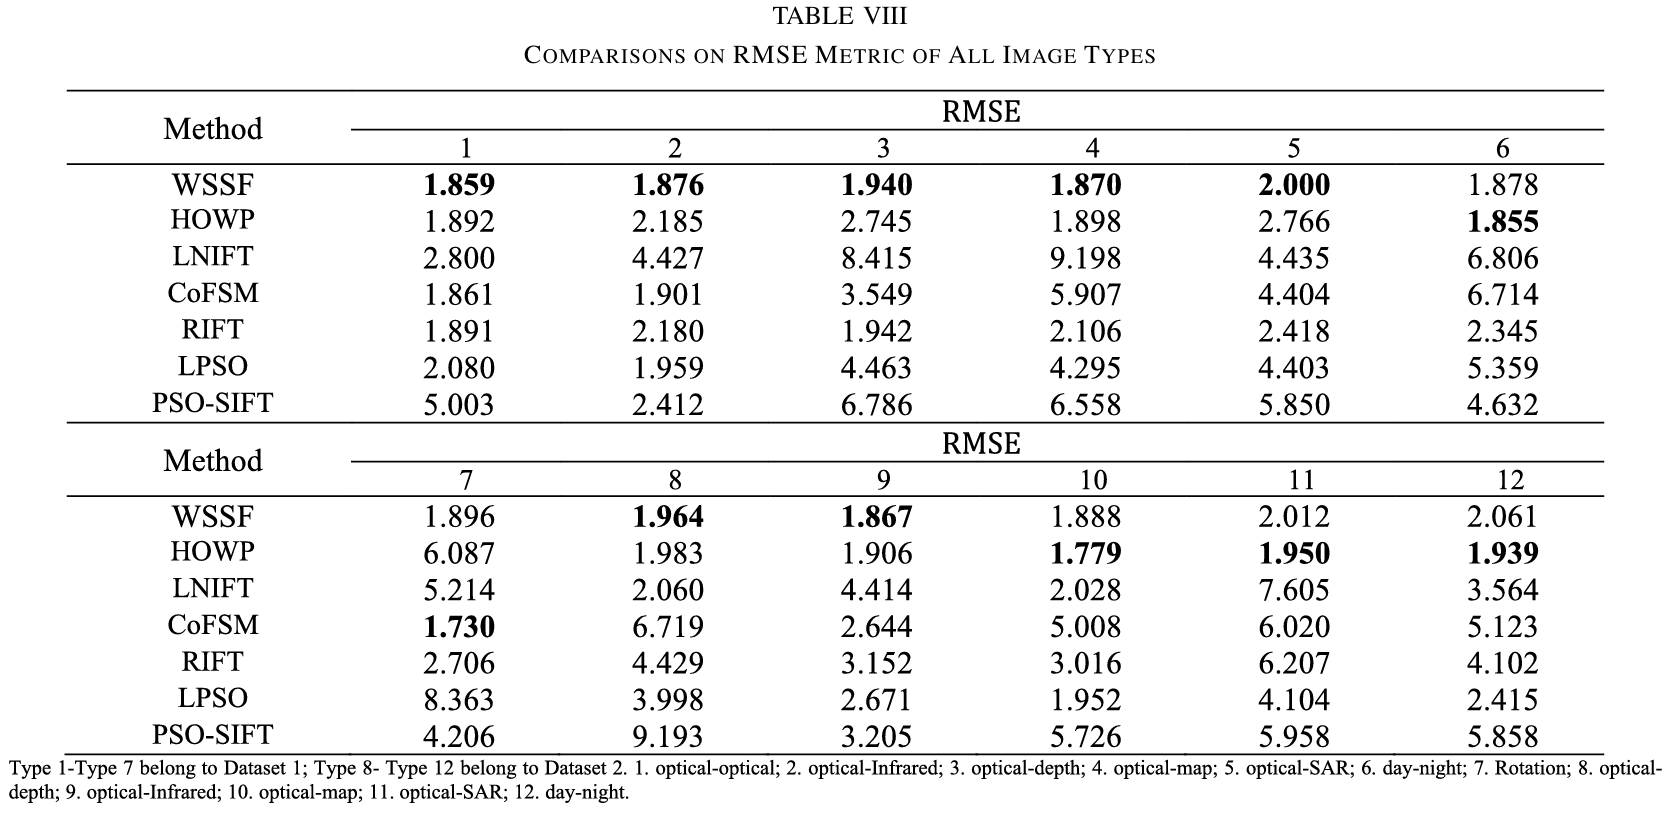 TABLE VIII
COMPARISONS ON RMSE METRIC OF ALL IMAGE TYPES
Method RMSE
1 2 3 4 5 6
WSSF 1.859 1.876 1.940 1.870 2.000 1.878
HOWP 1.892 2.185 2.745 1.898 2.766 1.855
LNIFT 2.800 4.427 8.415 9.198 4.435 6.806
CoFSM 1.861 1.901 3.549 5.907 4.404 6.714
RIFT 1.891 2.180 1.942 2.106 2.418 2.345
LPSO 2.080 1.959 4.463 4.295 4.403 5.359
PSO-SIFT 5.003 2.412 6.786 6.558 5.850 4.632
Method RMSE
7 8 9 10 11 12
WSSF 1.896 1.964 1.867 1.888 2.012 2.061
HOWP 6.087 1.983 1.906 1.779 1.950 1.939
LNIFT 5.214 2.060 4.414 2.028 7.605 3.564
CoFSM 1.730 6.719 2.644 5.008 6.020 5.123
RIFT 2.706 4.429 3.152 3.016 6.207 4.102
LPSO 8.363 3.998 2.671 1.952 4.104 2.415
PSO-SIFT 4.206 9.193 3.205 5.726 5.958 5.858
Type 1-Type 7 belong to Dataset 1; Type 8- Type 12 belong to Dataset 2. 1. optical-optical; 2. optical-Infrared; 3. optical-depth; 4. optical-map; 5. optical-SAR; 6. day-night; 7. Rotation; 8. optical-
depth; 9. optical-Infrared; 10. optical-map; 11. optical-SAR; 12. day-night.